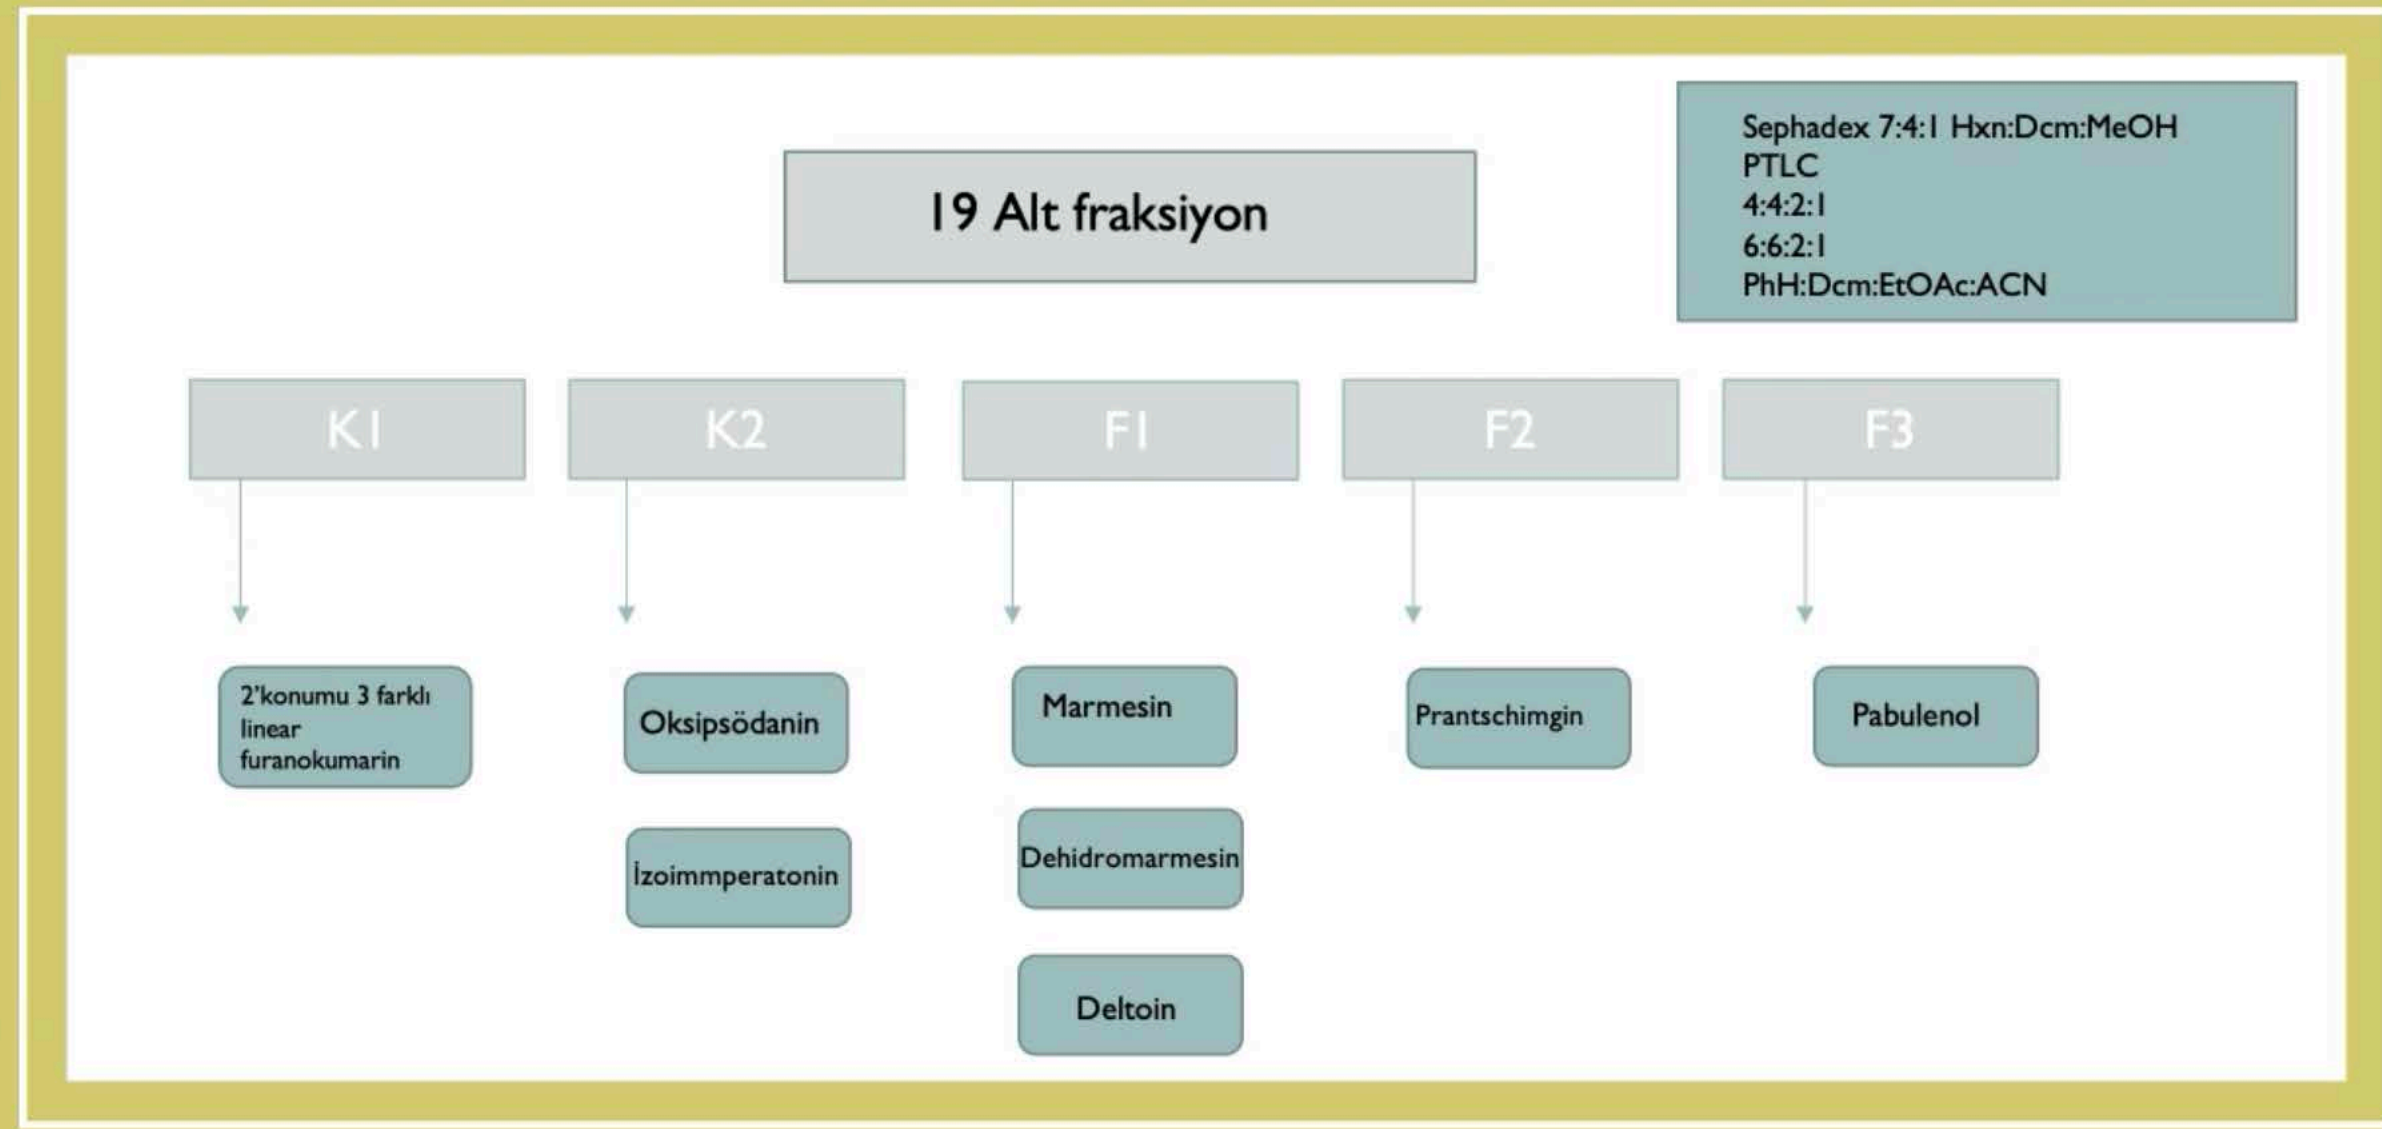 19 Alt fraksiyon
Sephadex 7:4:1 Hxn:Dcm:MeOH
PTLC
4:4:2:1
6:6:2:1
PhH:Dcm:EtOAc:ACN
K1
K2
F1
F2
F3
2'konumu 3 farklı
linear
furanokumarin
Oksipsödanin
İzoimmperatonin
Marmesin
Dehidromarmesin
Deltoin
Prantschimgin
Pabulenol